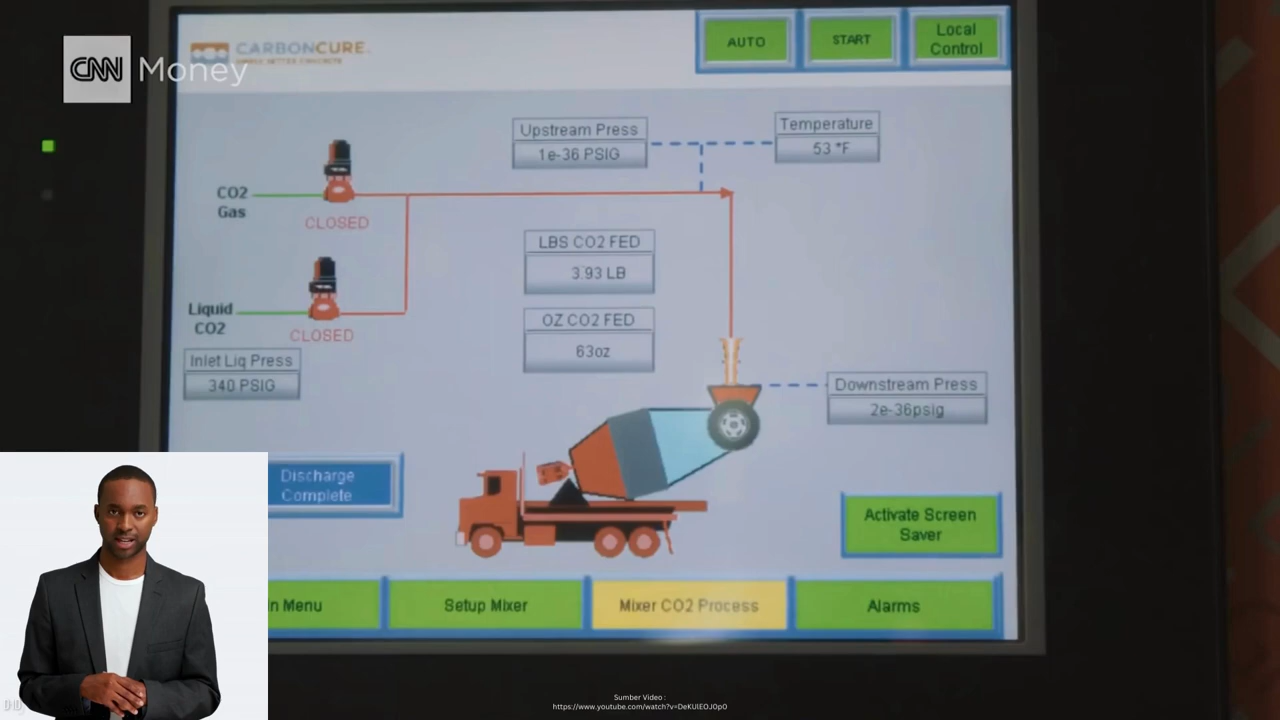 CNN Money
CARBONCURE.
AUTO
START
Local
Control
Upstream Press
1e-36 PSIG
Temperature
53 °F
CO2
Gas
CLOSED
LBS CO2 FED
3.93 LB
Liquid
CO2
CLOSED
OZ CO2 FED
63oz
Inlet Liq Press
340 PSIG
Downstream Press
2e-36psig
Discharge
Complete
Activate Screen
Saver
in Menu
Setup Mixer
Mixer CO2 Process
Alarms
Sumber Video :
https://www.youtube.com/watch?v=DeKUlEOJ0p0